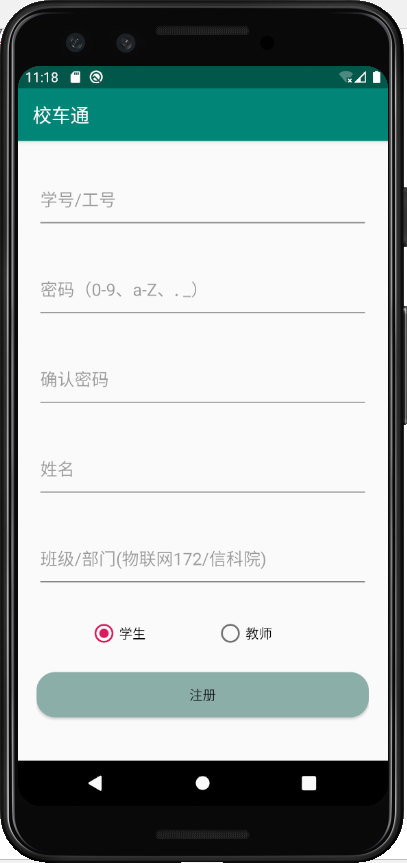 11:18
校车通
学号/工号
密码（0-9、a-Z、. _）
确认密码
姓名
班级/部门(物联网172/信科院)
学生 教师
注册